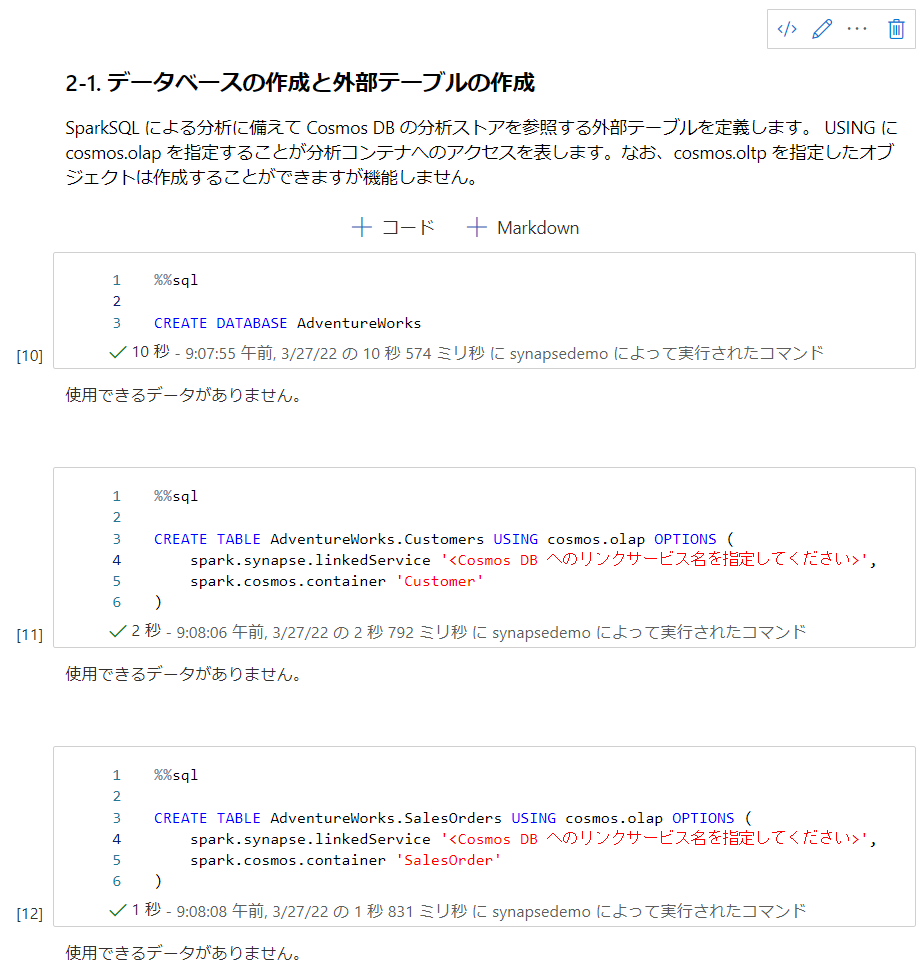 2-1. データベースの作成と外部テーブルの作成
SparkSQL による分析に備えて Cosmos DB の分析ストアを参照する外部テーブルを定義します。 USING に
cosmos.olap を指定することが分析コンテナへのアクセスを表します。なお、cosmos.oltp を指定したオブ
ジェクトは作成することができますが機能しません。
＋ コード ＋ Markdown
1 %%sql
2
3 CREATE DATABASE AdventureWorks
[10] ✓ 10 秒 - 9:07:55 午前, 3/27/22 の 10 秒 574 ミリ秒 に synapsedemo によって実行されたコマンド
使用できるデータがありません。
1 %%sql
2
3 CREATE TABLE AdventureWorks.Customers USING cosmos.olap OPTIONS (
4 spark.synapse.linkedService '<Cosmos DB へのリンクサービス名を指定してください>',
5 spark.cosmos.container 'Customer'
6 )
[11] ✓ 2 秒 - 9:08:06 午前, 3/27/22 の 2 秒 792 ミリ秒 に synapsedemo によって実行されたコマンド
使用できるデータがありません。
1 %%sql
2
3 CREATE TABLE AdventureWorks.SalesOrders USING cosmos.olap OPTIONS (
4 spark.synapse.linkedService '<Cosmos DB へのリンクサービス名を指定してください>',
5 spark.cosmos.container 'SalesOrder'
6 )
[12] ✓ 1 秒 - 9:08:08 午前, 3/27/22 の 1 秒 831 ミリ秒 に synapsedemo によって実行されたコマンド
使用できるデータがありません。